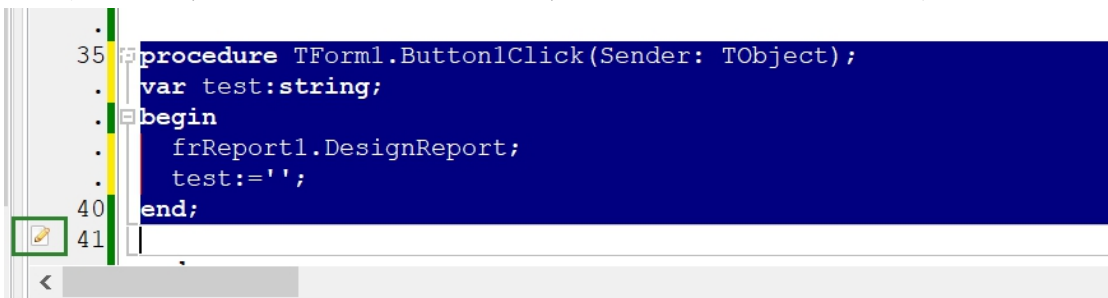 35 procedure TForm1.Button1Click(Sender: TObject);
. var test:string;
. begin
. frReport1.DesignReport;
. test:='';
40 end;
41